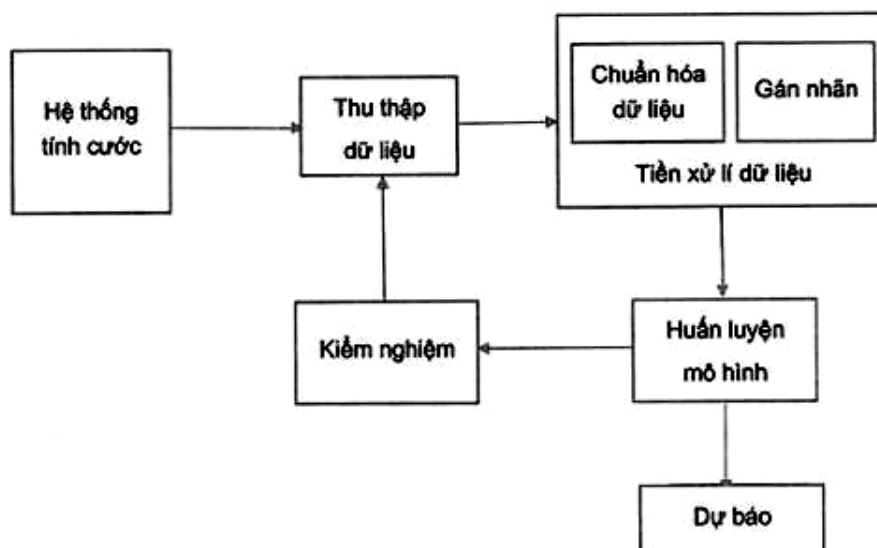 Hệ thống
tính cước
Thu thập
dữ liệu
Chuẩn hóa
dữ liệu
Gán nhãn
Tiền xử lí dữ liệu
Kiểm nghiệm
Huấn luyện
mô hình
Dự báo